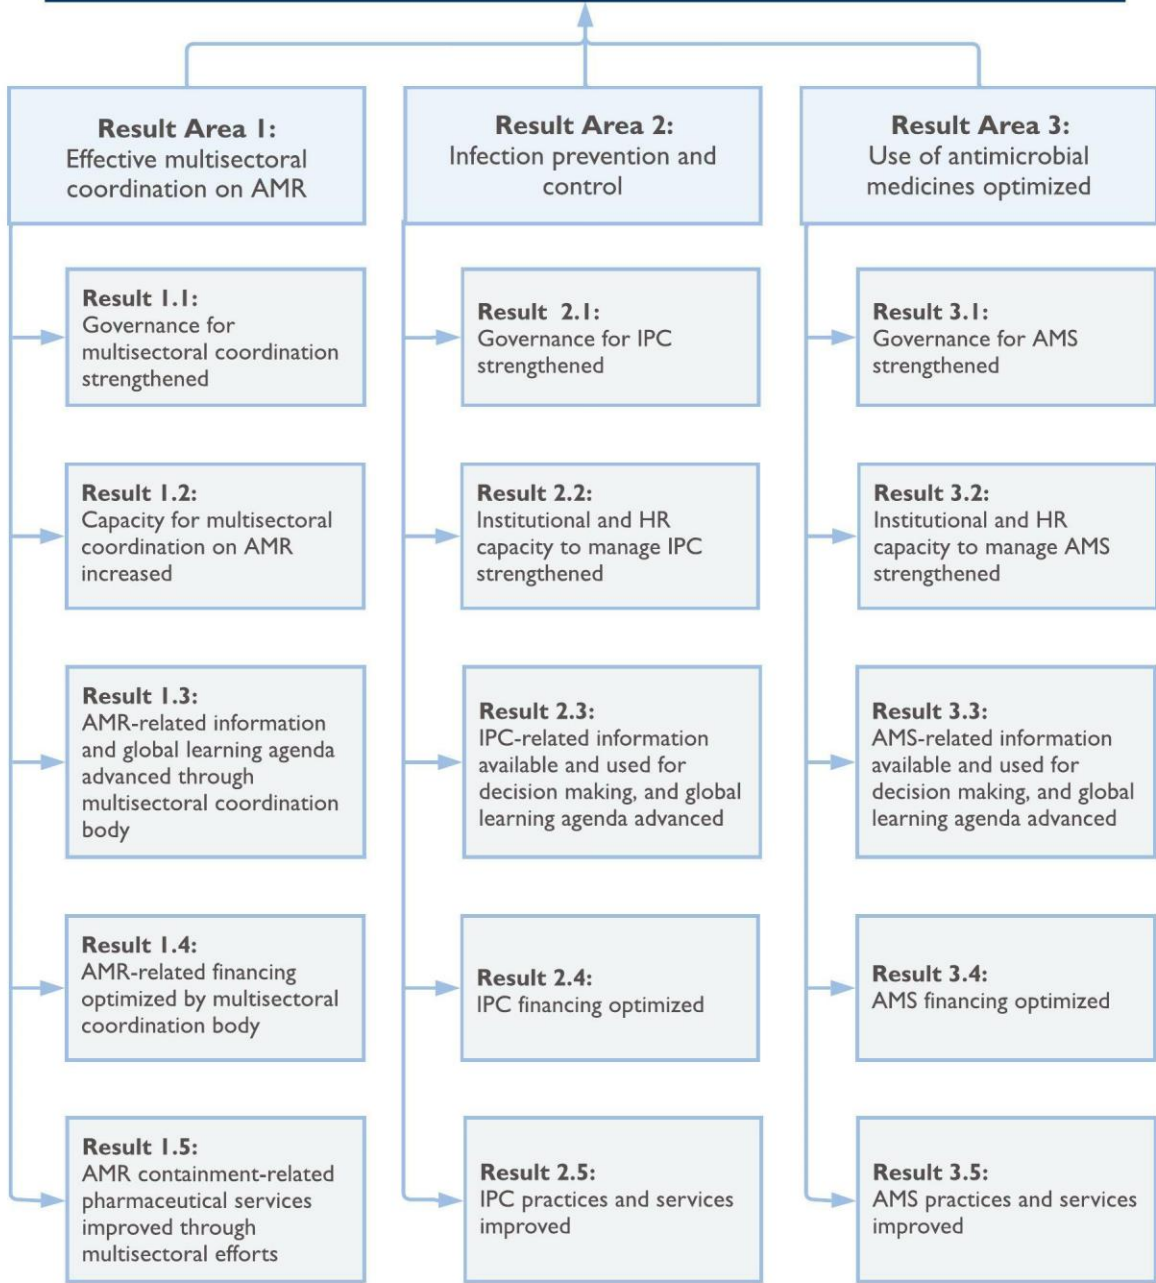 Result Area 1:
Effective multisectoral
coordination on AMR
Result 1.1:
Governance for
multisectoral coordination
strengthened
Result 1.2:
Capacity for multisectoral
coordination on AMR
increased
Result 1.3:
AMR-related information
and global learning agenda
advanced through
multisectoral coordination
body
Result 1.4:
AMR-related financing
optimized by multisectoral
coordination body
Result 1.5:
AMR containment-related
pharmaceutical services
improved through
multisectoral efforts
Result Area 2:
Infection prevention and
control
Result 2.1:
Governance for IPC
strengthened
Result 2.2:
Institutional and HR
capacity to manage IPC
strengthened
Result 2.3:
IPC-related information
available and used for
decision making, and global
learning agenda advanced
Result 2.4:
IPC financing optimized
Result 2.5:
IPC practices and services
improved
Result Area 3:
Use of antimicrobial
medicines optimized
Result 3.1:
Governance for AMS
strengthened
Result 3.2:
Institutional and HR
capacity to manage AMS
strengthened
Result 3.3:
AMS-related information
available and used for
decision making, and global
learning agenda advanced
Result 3.4:
AMS financing optimized
Result 3.5:
AMS practices and services
improved